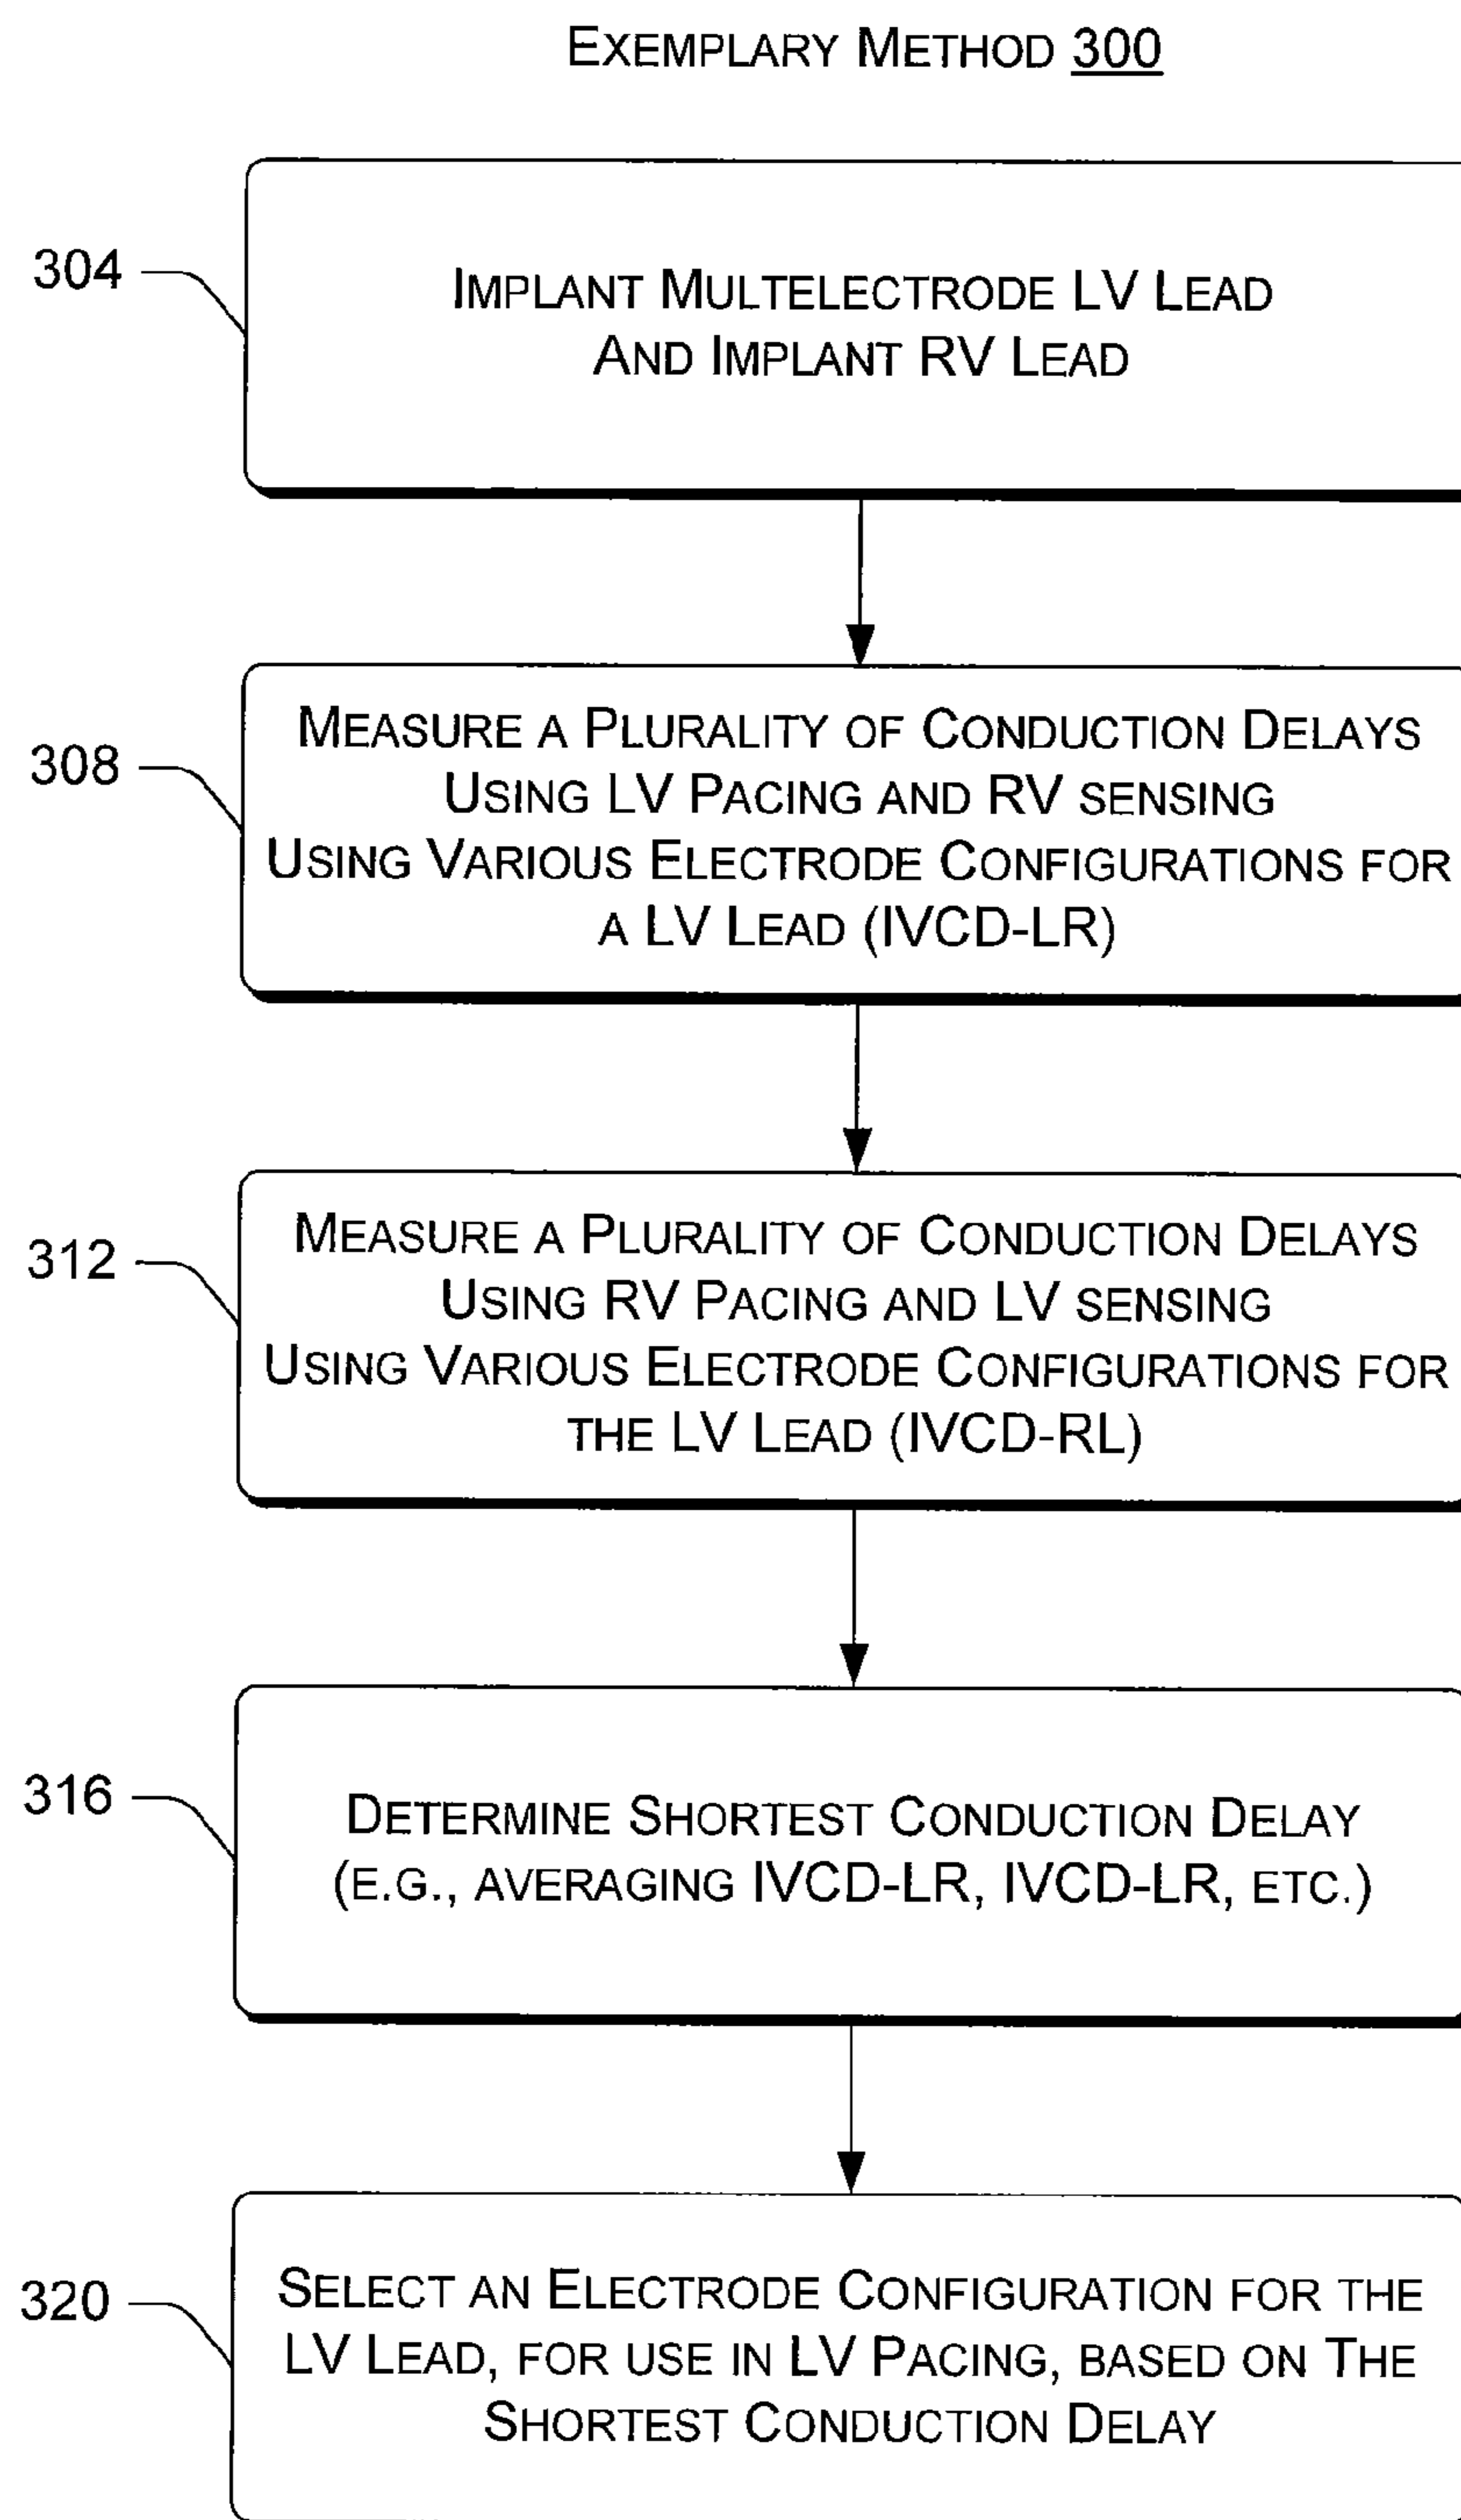 EXEMPLARY METHOD 300
304
IMPLANT MULTELECTRODE LV LEAD
AND IMPLANT RV LEAD
308
MEASURE A PLURALITY OF CONDUCTION DELAYS
USING LV PACING AND RV SENSING
USING VARIOUS ELECTRODE CONFIGURATIONS FOR
A LV LEAD (IVCD-LR)
312
MEASURE A PLURALITY OF CONDUCTION DELAYS
USING RV PACING AND LV SENSING
USING VARIOUS ELECTRODE CONFIGURATIONS FOR
THE LV LEAD (IVCD-RL)
316
DETERMINE SHORTEST CONDUCTION DELAY
(E.G., AVERAGING IVCD-LR, IVCD-LR, ETC.)
320
SELECT AN ELECTRODE CONFIGURATION FOR THE
LV LEAD, FOR USE IN LV PACING, BASED ON THE
SHORTEST CONDUCTION DELAY